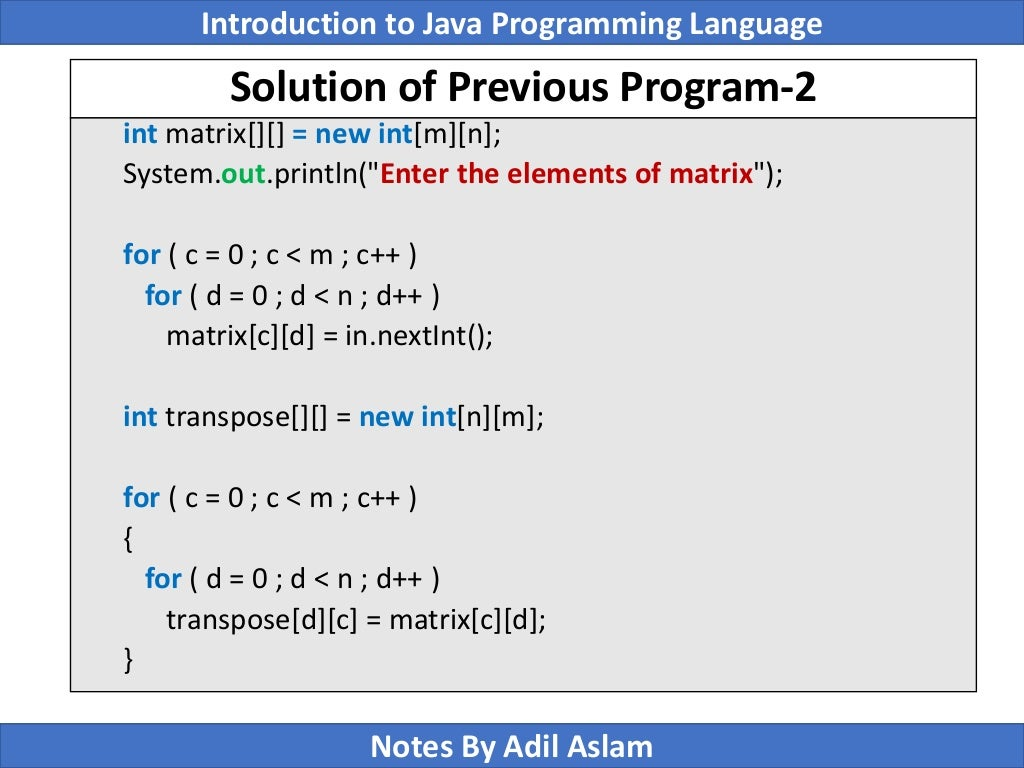 Introduction to Java Programming Language
Solution of Previous Program-2
int matrix[][] = new int[m][n];
System.out.println("Enter the elements of matrix");
for ( c = 0 ; c < m ; c++ )
for ( d = 0 ; d < n ; d++ )
matrix[c][d] = in.nextInt();
int transpose[][] = new int[n][m];
for ( c = 0 ; c < m ; c++ )
{
for ( d = 0 ; d < n ; d++ )
transpose[d][c] = matrix[c][d];
}
Notes By Adil Aslam